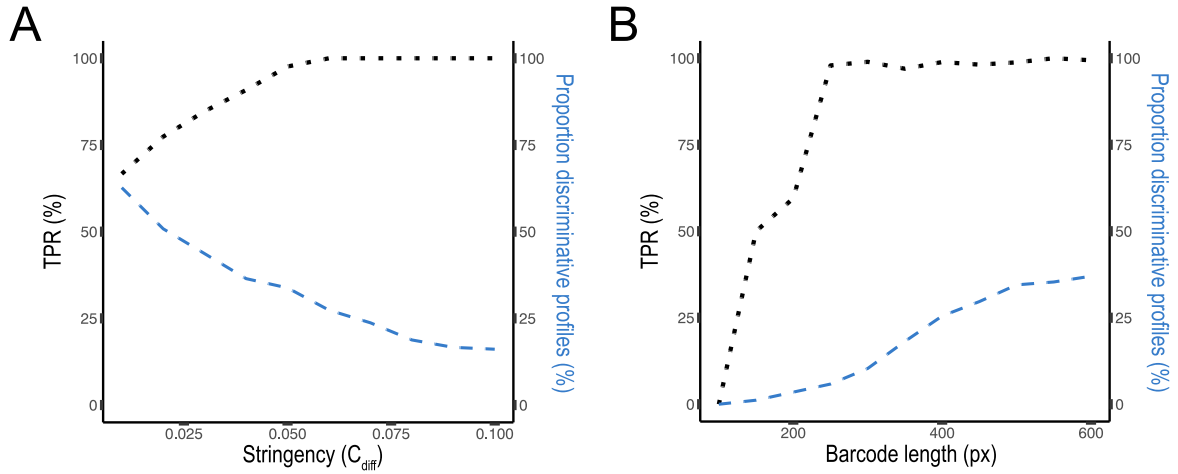 A
100
75
50
25
0
TPR (%)
100
75
50
25
0
Proportion discriminative profiles (%)
0.025 0.050 0.075 0.100
Stringency (Cdiff)
B
100
75
50
25
0
TPR (%)
100
75
50
25
0
Proportion discriminative profiles (%)
200 400 600
Barcode length (px)